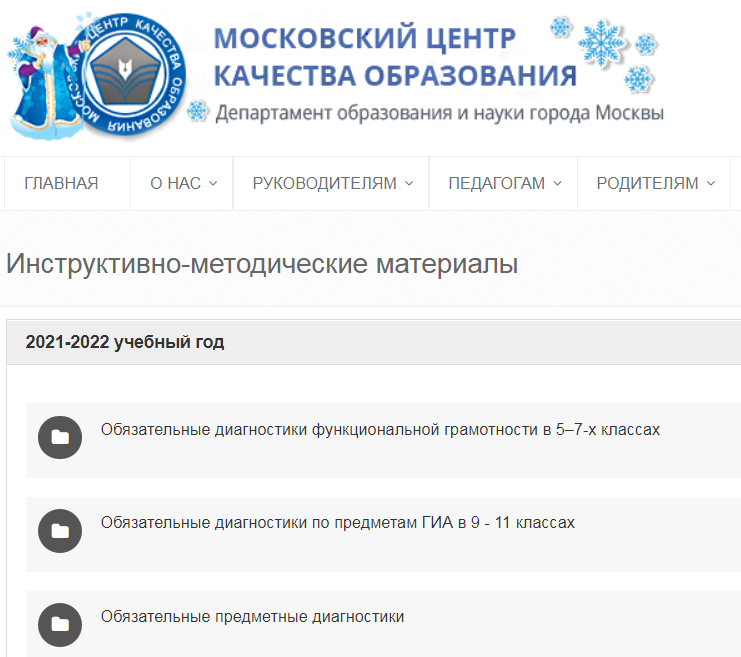 МОСКОВСКИЙ ЦЕНТР КАЧЕСТВА ОБРАЗОВАНИЯ
МОСКОВСКИЙ ЦЕНТР
КАЧЕСТВА ОБРАЗОВАНИЯ
Департамент образования и науки города Москвы
ГЛАВНАЯ О НАС РУКОВОДИТЕЛЯМ ПЕДАГОГАМ РОДИТЕЛЯМ
Инструктивно-методические материалы
2021-2022 учебный год
Обязательные диагностики функциональной грамотности в 5–7-х классах
Обязательные диагностики по предметам ГИА в 9 - 11 классах
Обязательные предметные диагностики